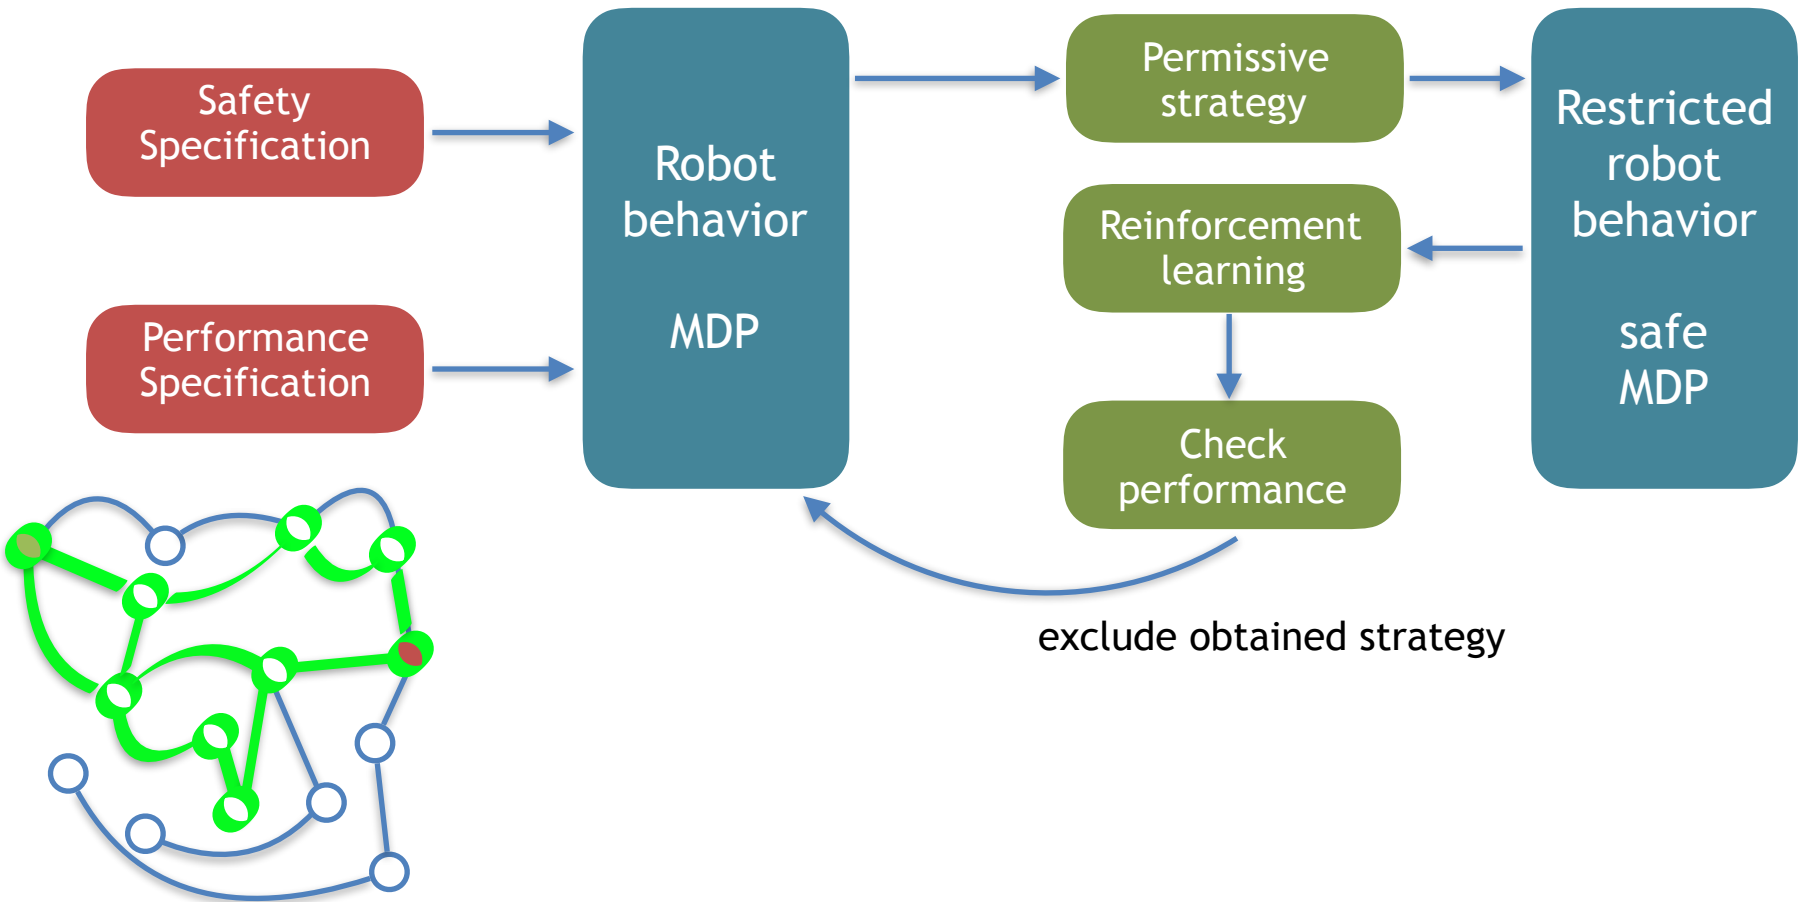 Safety
Specification
Performance
Specification
Robot
behavior
MDP
Permissive
strategy
Reinforcement
learning
Check
performance
Restricted
robot
behavior
safe
MDP
exclude obtained strategy